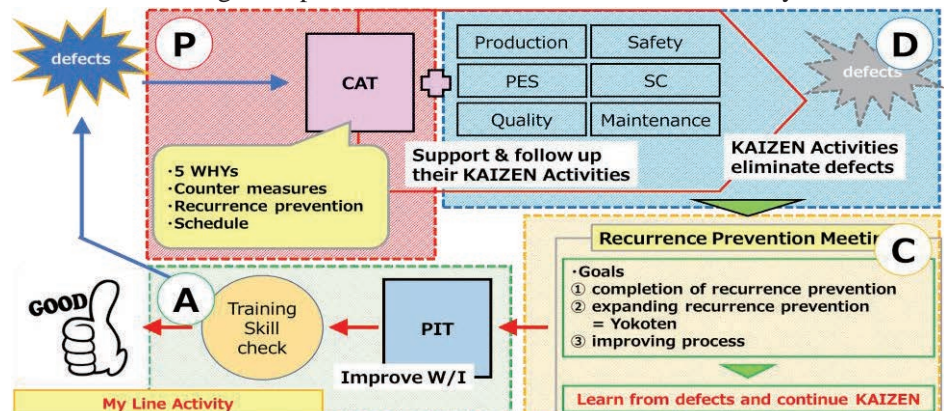 defects
P
CAT
Production
Safety
PES
SC
Quality
Maintenance
D
defects
·5 WHYs
·Counter measures
·Recurrence prevention
·Schedule
Support & follow up
their KAIZEN Activities
KAIZEN Activities
eliminate defects
Recurrence Prevention Meeting
C
·Goals
① completion of recurrence prevention
② expanding recurrence prevention
= Yokoten
③ improving process
Learn from defects and continue KAIZEN
PIT
Improve W/I
Training
Skill
check
A
GOOD
My Line Activity